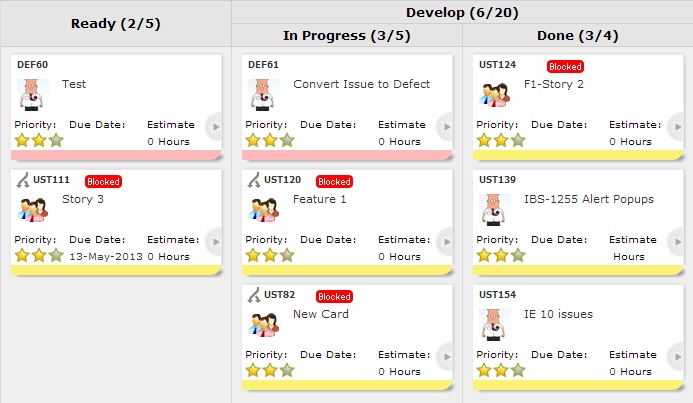 Ready (2/5)
Develop (6/20)
In Progress (3/5)
Done (3/4)
DEF60
Test
Priority: Due Date: Estimate
0 Hours
UST111 Blocked
Story 3
Priority: Due Date: Estimate:
13-May-2013 0 Hours
DEF61
Convert Issue to Defect
Priority: Due Date: Estimate
0 Hours
UST120 Blocked
Feature 1
Priority: Due Date: Estimate:
0 Hours
UST82 Blocked
New Card
Priority: Due Date: Estimate:
0 Hours
UST124 Blocked
F1-Story 2
Priority: Due Date: Estimate
0 Hours
UST139
IBS-1255 Alert Popups
Priority: Due Date: Estimate:
Hours
UST154
IE 10 issues
Priority: Due Date: Estimate:
0 Hours